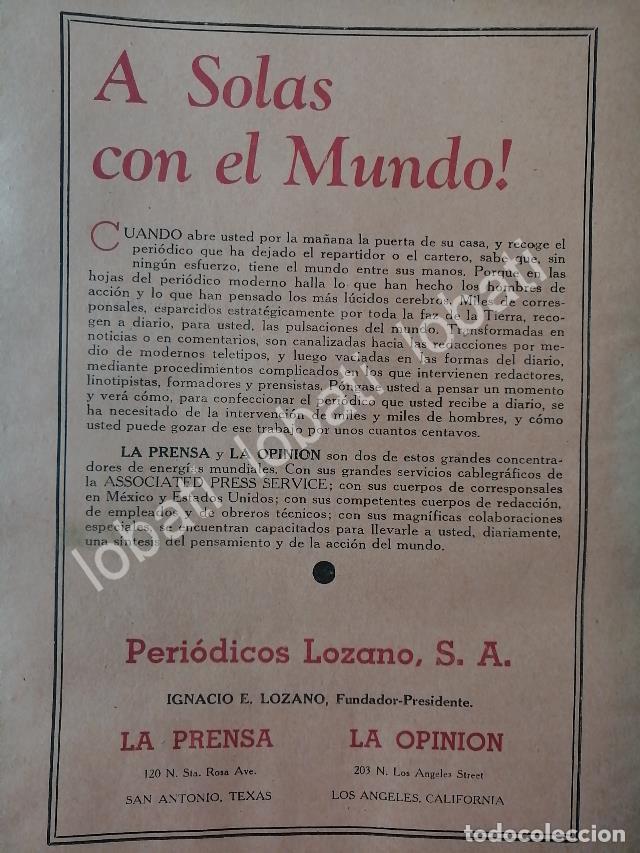 A Solas
con el Mundo!
CUANDO abre usted por la mañana la puerta de su casa, y recoge el
periódico que ha dejado el repartidor o el cartero, sabe que, sin
ningún esfuerzo, tiene el mundo entre sus manos. Porque en las
hojas del periódico moderno halla lo que han hecho los hombres de
acción y lo que han pensado los más lúcidos cerebros. Miles de corres-
ponsales, esparcidos estratégicamente por toda la faz de la Tierra, reco-
gen a diario, para usted, las pulsaciones del mundo. Transformadas en
noticias o en comentarios, son canalizadas hacia las redacciones por me-
dio de modernos teletipos, y luego vaciadas en las formas del diario,
mediante procedimientos complicados en los que intervienen redactores,
linotipistas, formadores y prensistas. Póngase usted a pensar un momento
y verá cómo, para confeccionar el periódico que usted recibe a diario, se
ha necesitado de la intervención de miles y miles de hombres, y cómo
usted puede gozar de ese trabajo por unos cuantos centavos.
LA PRENSA y LA OPINION son dos de estos grandes concentra-
dores de energías mundiales. Con sus grandes servicios cablegráficos de
la ASSOCIATED PRESS SERVICE; con sus cuerpos de corresponsales
en México y Estados Unidos; con sus competentes cuerpos de redacción,
de empleados y de obreros técnicos; con sus magníficas colaboraciones
especiales, se encuentran capacitados para llevarle a usted, diariamente,
una síntesis del pensamiento y de la acción del mundo.
Periódicos Lozano, S. A.
IGNACIO E. LOZANO, Fundador-Presidente.
LA PRENSA LA OPINION
120 N. Sta. Rosa Ave. 203 N. Los Angeles Street
SAN ANTONIO, TEXAS LOS ANGELES, CALIFORNIA
lobati lobati lobati
todocoleccion